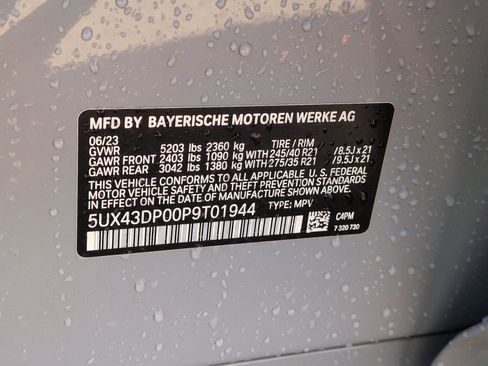 MFD BY BAYERISCHE MOTOREN WERKE AG
06/23
GVWR 5203 lbs 2360 kg TIRE / RIM
GAWR FRONT 2403 lbs 1090 kg WITH 245/40 R21 /8.5J x 21
GAWR REAR 3042 lbs 1380 kg WITH 275/35 R21 /9.5J x 21
THIS VEHICLE CONFORMS TO ALL APPLICABLE U.S. FEDERAL
MOTOR VEHICLE SAFETY AND THEFT PREVENTION STANDARDS
IN EFFECT ON THE DATE OF MANUFACTURE SHOWN ABOVE.
5UX43DP00P9T01944 TYPE: MPV
C4PM
7 320 730